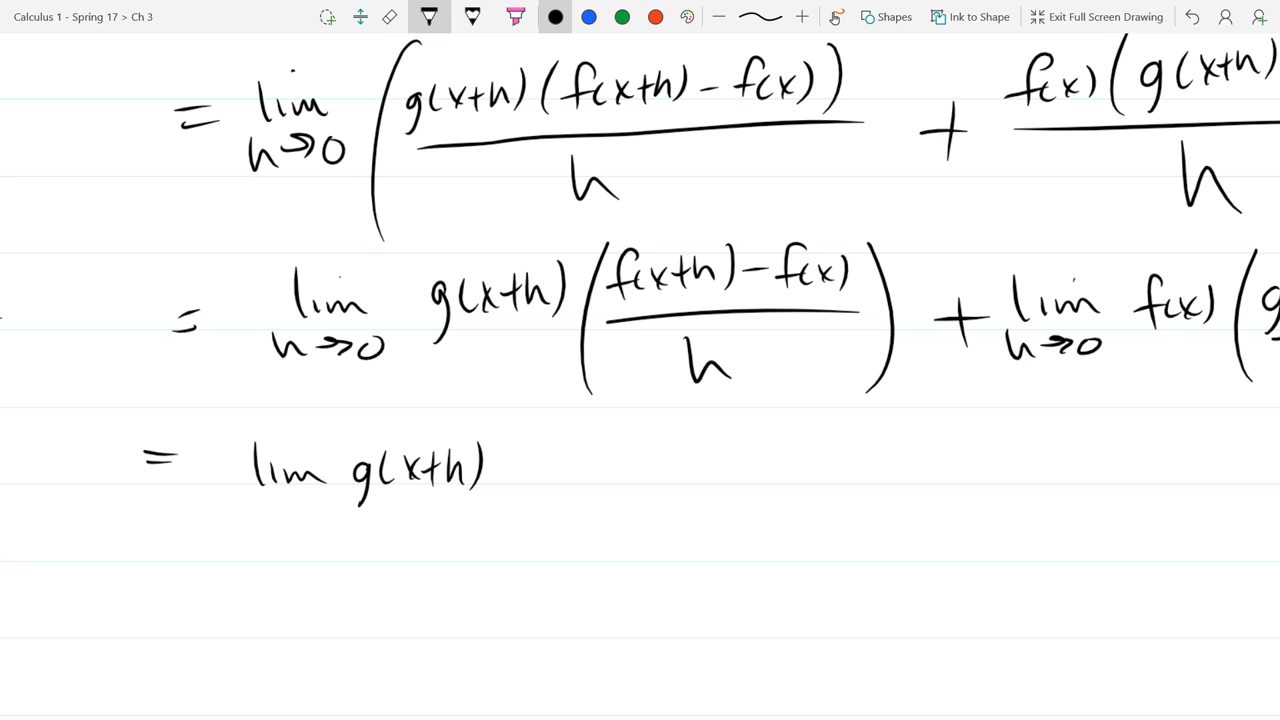 Calculus 1 - Spring 17 > Ch 3 Shapes Ink to Shape Exit Full Screen Drawing
= lim h→0 ( g(x+h) (f(x+h) - f(x)) / h + f(x) ( g(x+h) / h
= lim h→0 g(x+h) ( f(x+h) - f(x) / h ) + lim h→0 f(x) ( g
= lim g(x+h)